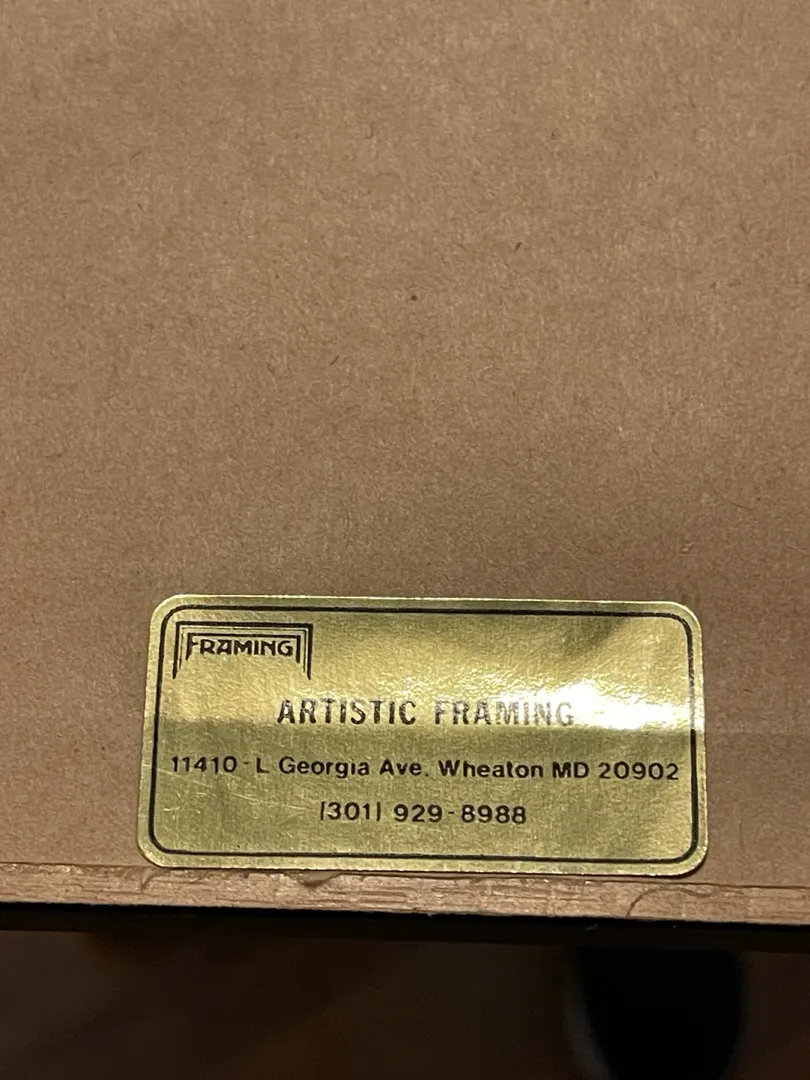 FRAMING
ARTISTIC FRAMING
11410-L Georgia Ave. Wheaton MD 20902
(301) 929-8988